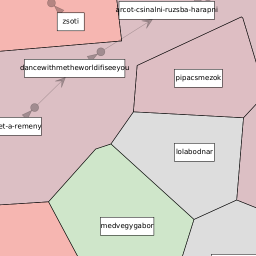 arcot-csinalni-ruzsba-harapni
zsoti
dancewithmetheworldifiseeyou
pipacsmezok
et-a-remeny
lolabodnar
medvegygabor